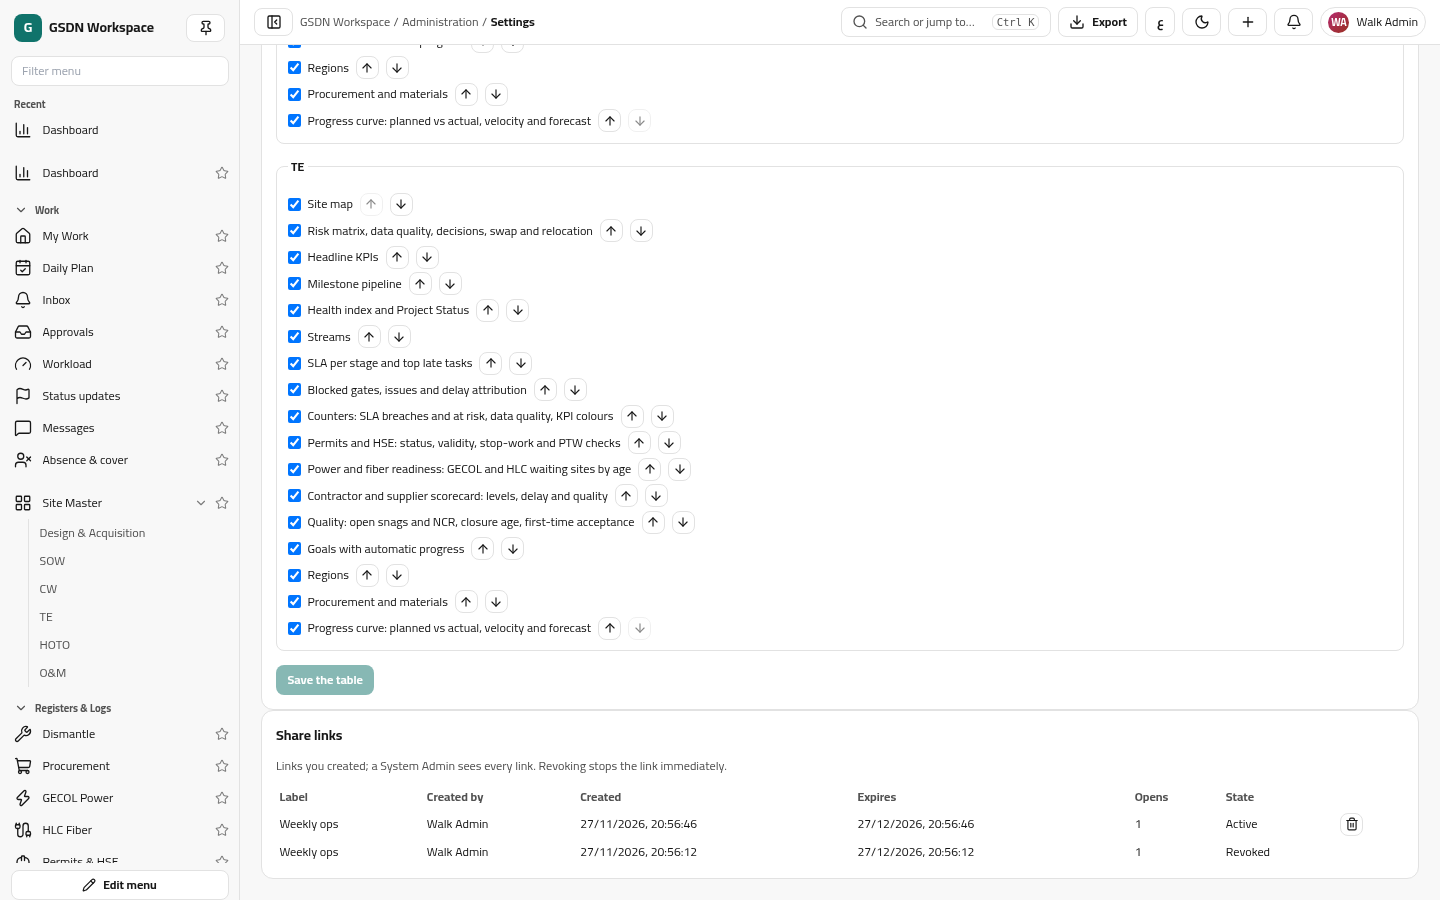 G GSDN Workspace
Filter menu
Recent
Dashboard
Dashboard
Work
My Work
Daily Plan
Inbox
Approvals
Workload
Status updates
Messages
Absence & cover
Site Master
Design & Acquisition
SOW
CW
TE
HOTO
O&M
Registers & Logs
Dismantle
Procurement
GECOL Power
HLC Fiber
Permits & HSE
Edit menu
GSDN Workspace / Administration / Settings
Search or jump to... Ctrl K
Export
ع
WA Walk Admin
Regions
Procurement and materials
Progress curve: planned vs actual, velocity and forecast
TE
Site map
Risk matrix, data quality, decisions, swap and relocation
Headline KPIs
Milestone pipeline
Health index and Project Status
Streams
SLA per stage and top late tasks
Blocked gates, issues and delay attribution
Counters: SLA breaches and at risk, data quality, KPI colours
Permits and HSE: status, validity, stop-work and PTW checks
Power and fiber readiness: GECOL and HLC waiting sites by age
Contractor and supplier scorecard: levels, delay and quality
Quality: open snags and NCR, closure age, first-time acceptance
Goals with automatic progress
Regions
Procurement and materials
Progress curve: planned vs actual, velocity and forecast
Save the table
Share links
Links you created; a System Admin sees every link. Revoking stops the link immediately.
Label Created by Created Expires Opens State
Weekly ops Walk Admin 27/11/2026, 20:56:46 27/12/2026, 20:56:46 1 Active
Weekly ops Walk Admin 27/11/2026, 20:56:12 27/12/2026, 20:56:12 1 Revoked